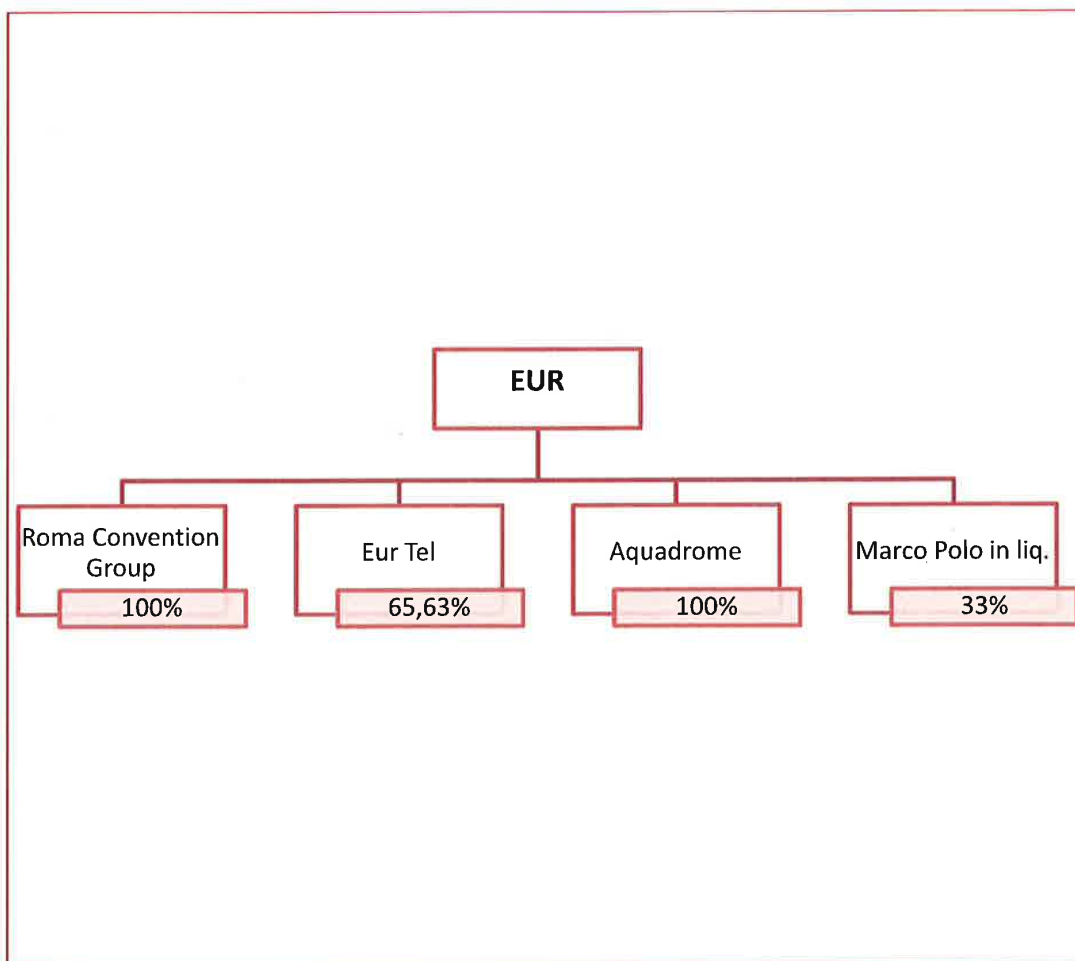 EUR
Roma Convention
Group
100%
Eur Tel
65,63%
Aquadrome
100%
Marco Polo in liq.
33%